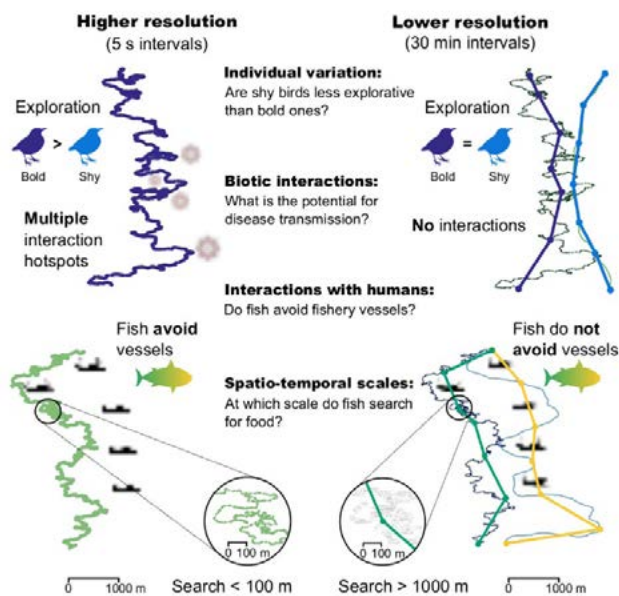 Higher resolution
(5 s intervals)
Lower resolution
(30 min intervals)
Individual variation:
Are shy birds less explorative
than bold ones?
Exploration
>
Bold
Shy
Exploration
=
Bold
Shy
Biotic interactions:
What is the potential for
disease transmission?
Multiple
interaction
hotspots
No interactions
Interactions with humans:
Do fish avoid fishery vessels?
Fish avoid
vessels
Fish do not
avoid vessels
Spatio-temporal scales:
At which scale do fish search
for food?
0 100 m
0 100 m
0 1000 m
Search < 100 m
Search > 1000 m
0 1000 m